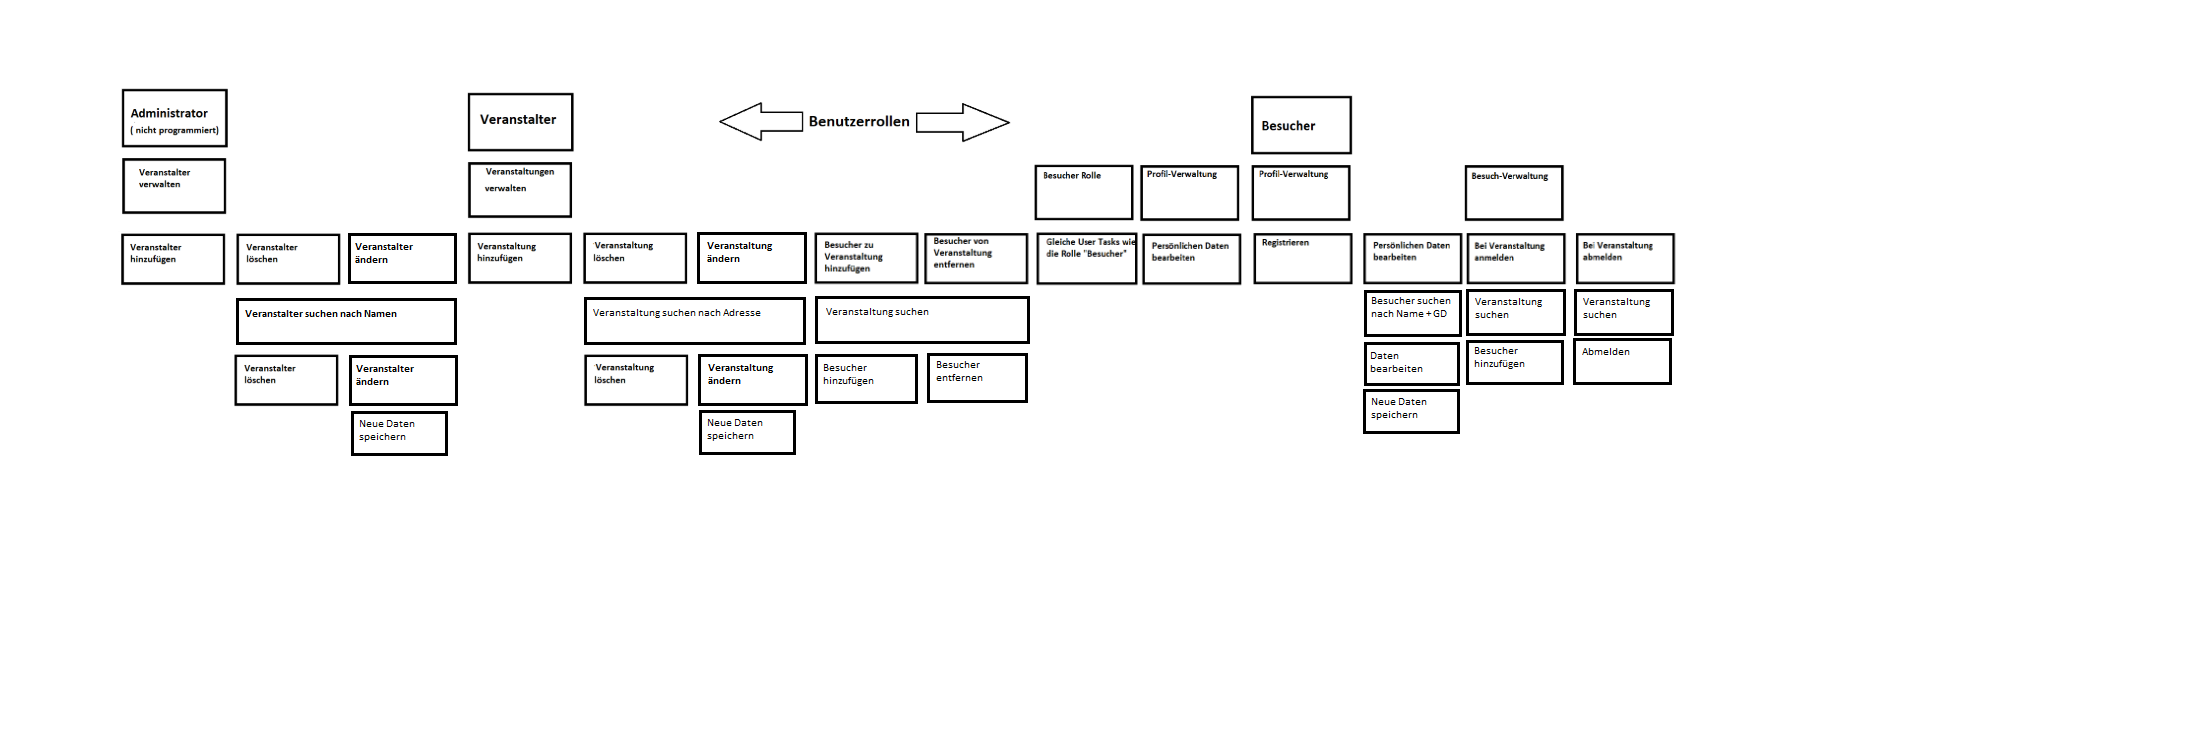 Administrator
( nicht programmiert)
Veranstalter
Benutzerrollen
Besucher
Veranstalter
verwalten
Veranstaltungen
verwalten
Besucher Rolle
Profil-Verwaltung
Profil-Verwaltung
Besuch-Verwaltung
Veranstalter
hinzufügen
Veranstalter
löschen
Veranstalter
ändern
Veranstaltung
hinzufügen
Veranstaltung
löschen
Veranstaltung
ändern
Besucher zu
Veranstaltung
hinzufügen
Besucher von
Veranstaltung
entfernen
Gleiche User Tasks wie
die Rolle "Besucher"
Persönlichen Daten
bearbeiten
Registrieren
Persönlichen Daten
bearbeiten
Bei Veranstaltung
anmelden
Bei Veranstaltung
abmelden
Veranstalter suchen nach Namen
Veranstaltung suchen nach Adresse
Veranstaltung suchen
Besucher suchen
nach Name + GD
Veranstaltung
suchen
Veranstaltung
suchen
Veranstalter
löschen
Veranstalter
ändern
Veranstaltung
löschen
Veranstaltung
ändern
Besucher
hinzufügen
Besucher
entfernen
Daten
bearbeiten
Besucher
hinzufügen
Abmelden
Neue Daten
speichern
Neue Daten
speichern
Neue Daten
speichern